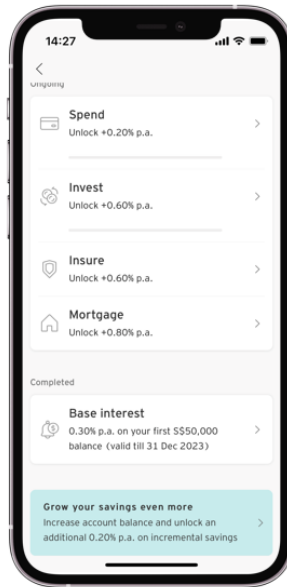 14:27
Ongoing
Spend
Unlock +0.20% p.a.
Invest
Unlock +0.60% p.a.
Insure
Unlock +0.60% p.a.
Mortgage
Unlock +0.80% p.a.
Completed
Base interest
0.30% p.a. on your first S$50,000
balance (valid till 31 Dec 2023)
Grow your savings even more
Increase account balance and unlock an
additional 0.20% p.a. on incremental savings